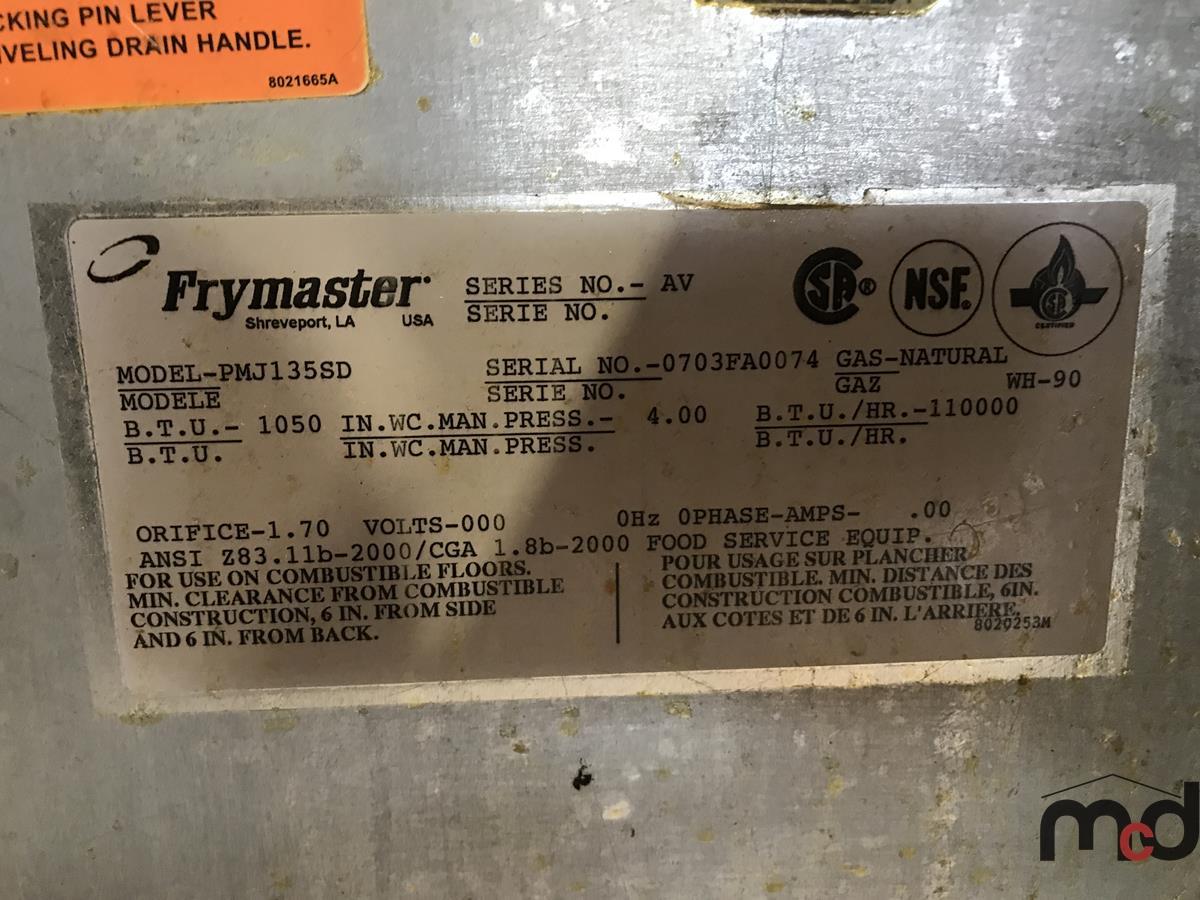 CKING PIN LEVER
IVELING DRAIN HANDLE.
8021665A
Frymaster
Shreveport, LA USA
SERIES NO.- AV
SERIE NO.
SA®
NSF®
SA
CERTIFIED
MODEL-PMJ135SD SERIAL NO.-0703FA0074 GAS-NATURAL
MODELE SERIE NO. GAZ WH-90
B.T.U.- 1050 IN.WC.MAN.PRESS.- 4.00 B.T.U./HR.-110000
B.T.U. IN.WC.MAN.PRESS. B.T.U./HR.
ORIFICE-1.70 VOLTS-000 0Hz 0PHASE-AMPS- .00
ANSI Z83.11b-2000/CGA 1.8b-2000 FOOD SERVICE EQUIP.
FOR USE ON COMBUSTIBLE FLOORS.
MIN. CLEARANCE FROM COMBUSTIBLE
CONSTRUCTION, 6 IN. FROM SIDE
AND 6 IN. FROM BACK.
POUR USAGE SUR PLANCHER
COMBUSTIBLE. MIN. DISTANCE DES
CONSTRUCTION COMBUSTIBLE, 6IN.
AUX COTES ET DE 6 IN. L'ARRIERE.
8029253M
mcd